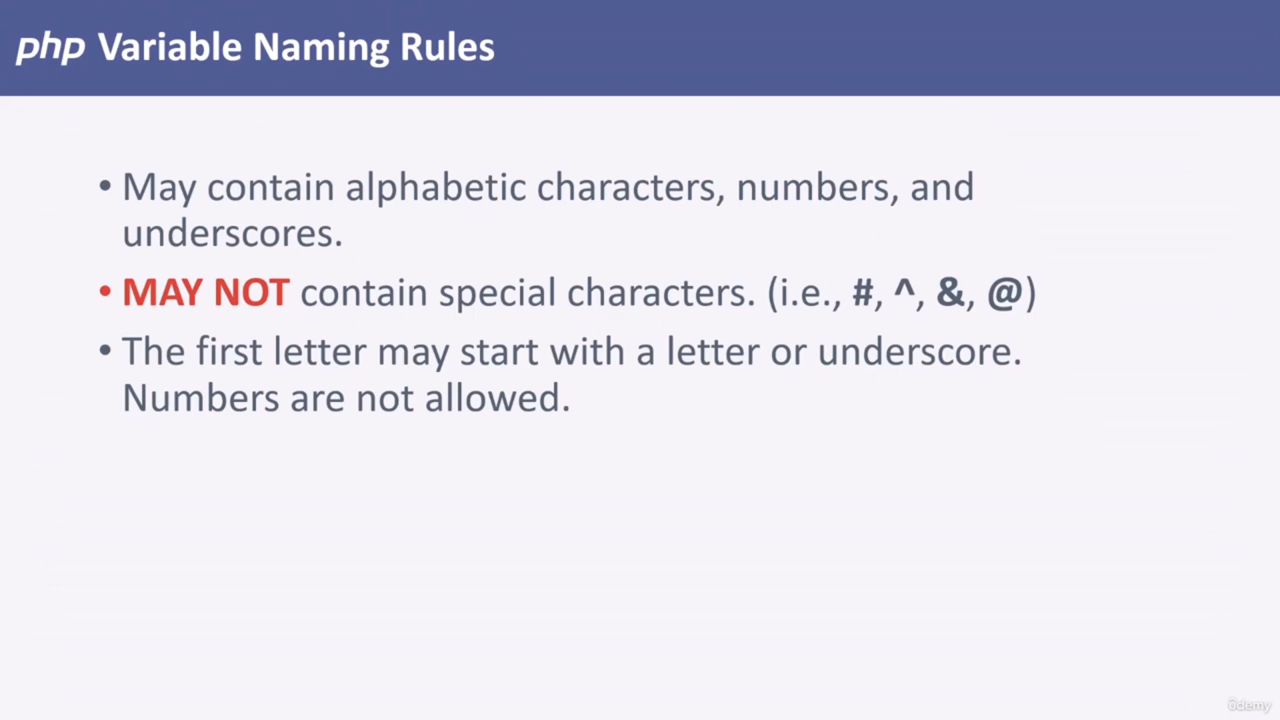 php Variable Naming Rules
• May contain alphabetic characters, numbers, and
underscores.
• MAY NOT contain special characters. (i.e., #, ^, &, @)
• The first letter may start with a letter or underscore.
Numbers are not allowed.
ûdemy